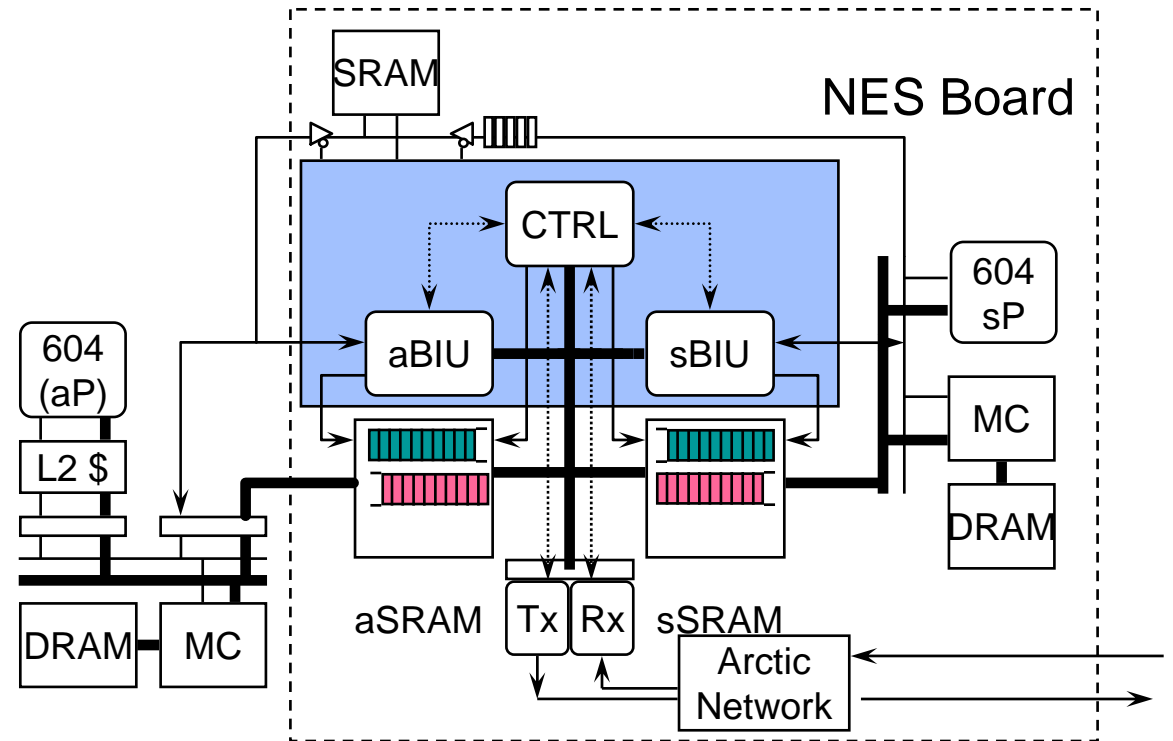 SRAM
NES Board
CTRL
604
sP
aBIU
sBIU
604
(aP)
MC
L2 $
DRAM
aSRAM
Tx
Rx
sSRAM
DRAM
MC
Arctic
Network